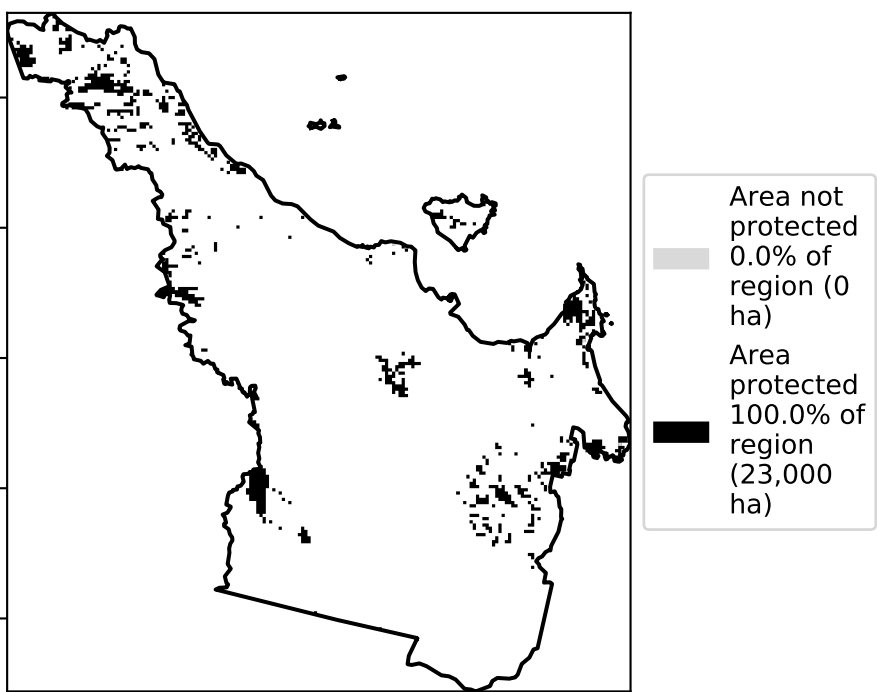 Area not
protected
0.0% of
region (0
ha)
Area
protected
100.0% of
region
(23,000
ha)